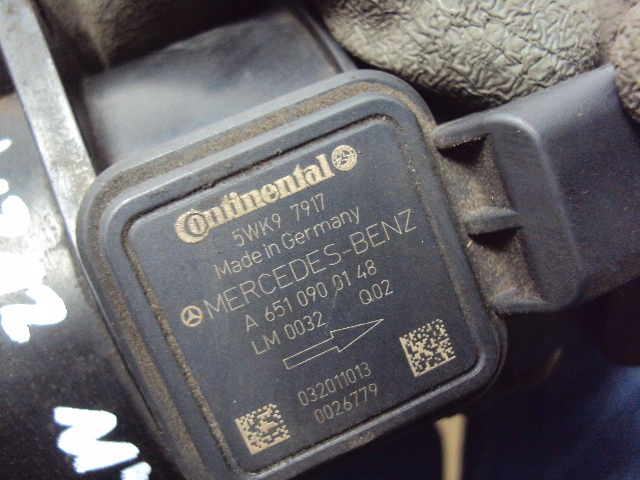 Continental
5WK9 7917
Made in Germany
MERCEDES-BENZ
A 651 090 01 48
LM 0032 Q02
032011013
0026779